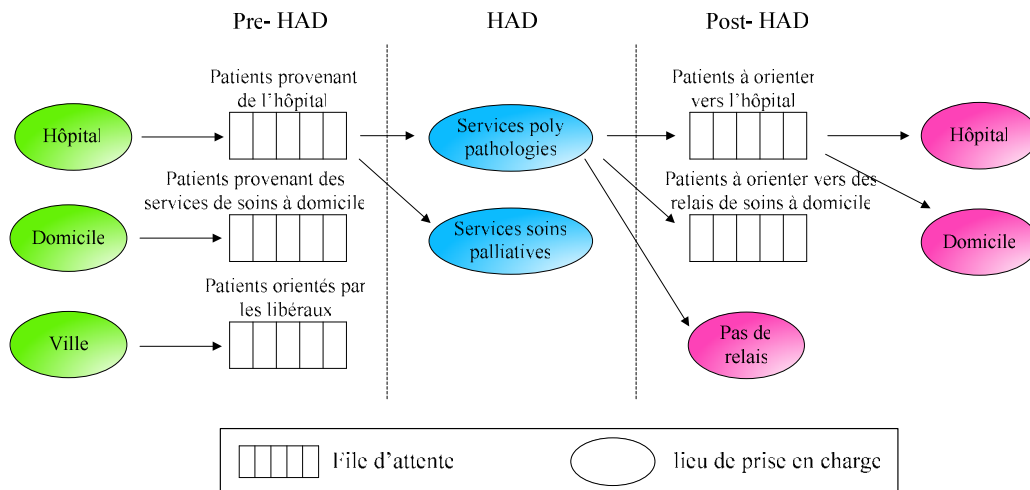 Pre- HAD
HAD
Post- HAD
Patients provenant
de l'hôpital
Patients à orienter
vers l'hôpital
Hôpital
Services poly
pathologies
Hôpital
Patients provenant des
services de soins à domicile
Patients à orienter vers des
relais de soins à domicile
Domicile
Services soins
palliatives
Domicile
Patients orientés par
les libéraux
Ville
Pas de
relais
File d'attente
lieu de prise en charge